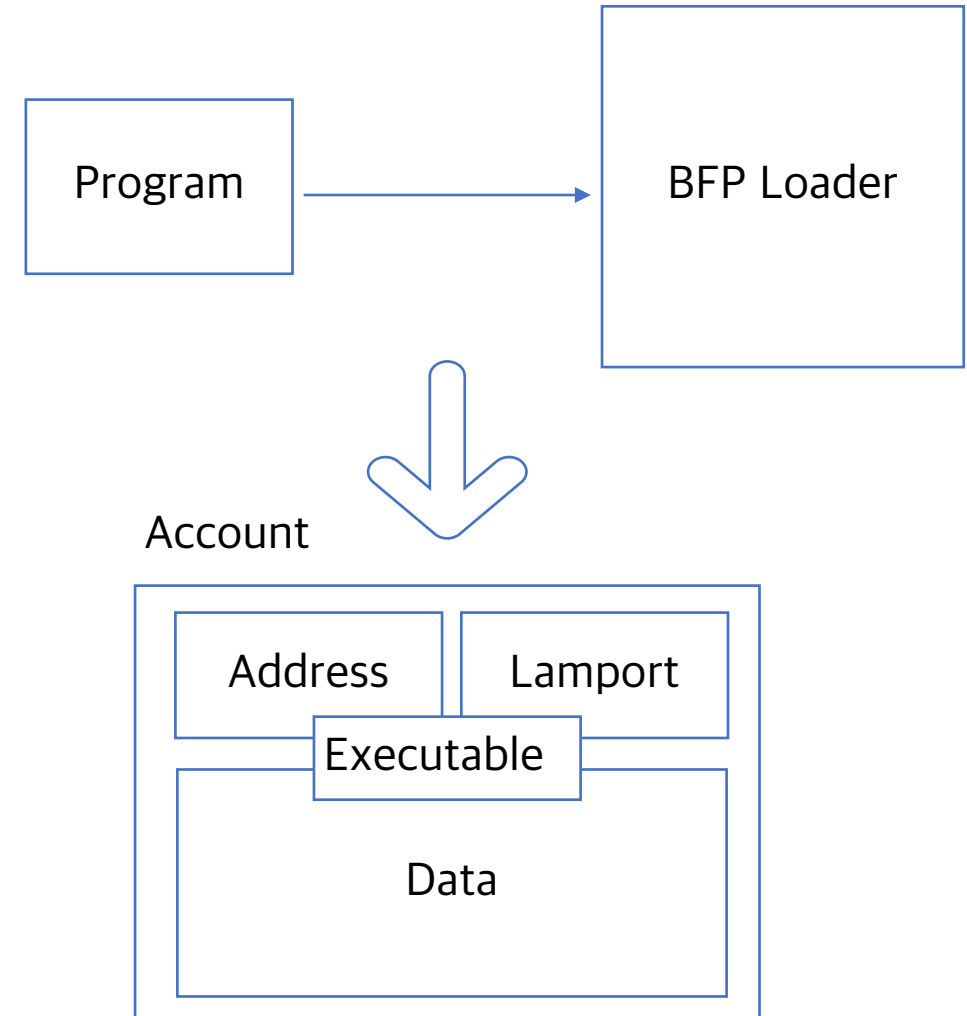 Program
BFP Loader
Account
Address
Lamport
Executable
Data